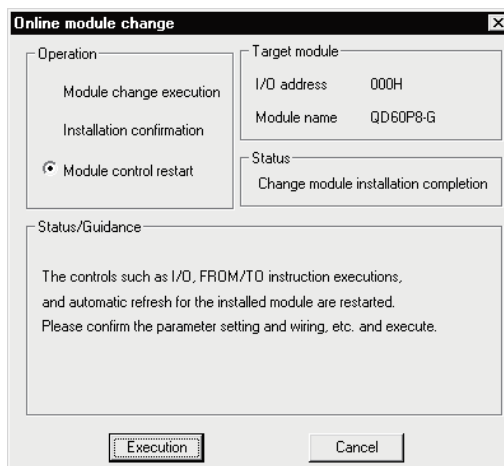 Online module change
Operation
Module change execution
Installation confirmation
Module control restart
Target module
I/O address 000H
Module name QD60P8-G
Status
Change module installation completion
Status/Guidance
The controls such as I/O, FROM/TO instruction executions,
and automatic refresh for the installed module are restarted.
Please confirm the parameter setting and wiring, etc. and execute.
Execution
Cancel